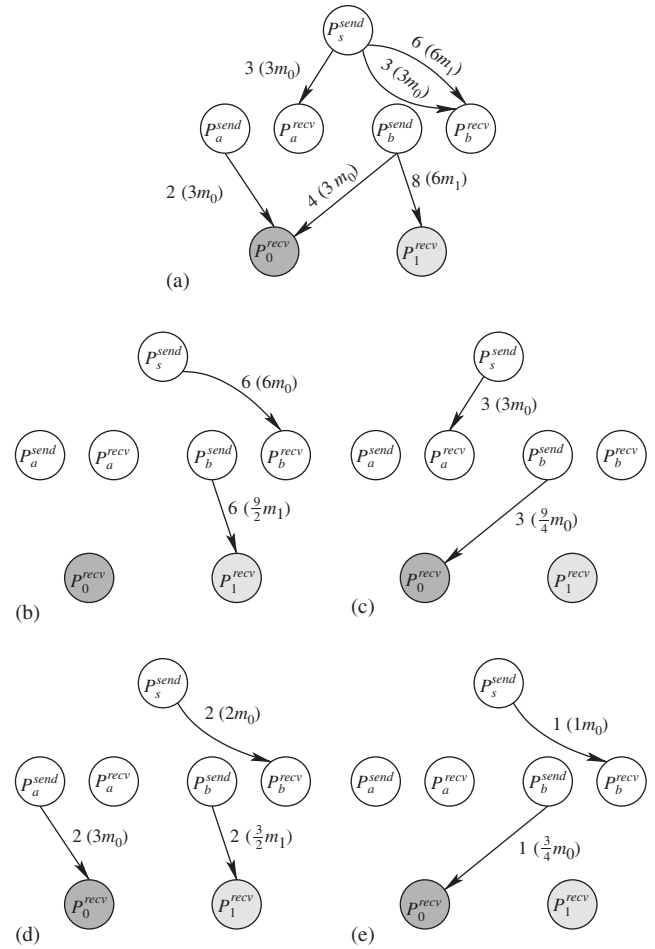 P_s^send
6 (6m_1)
3 (3m_0)
3 (3m_0)
P_a^send
P_a^recv
P_b^send
P_b^recv
2 (3m_0)
4 (3m_0)
8 (6m_1)
P_0^recv
P_1^recv
(a)
P_s^send
6 (6m_0)
P_a^send
P_a^recv
P_b^send
P_b^recv
6 (9/2 m_1)
P_0^recv
P_1^recv
(b)
P_s^send
3 (3m_0)
P_a^send
P_a^recv
P_b^send
P_b^recv
3 (9/4 m_0)
P_0^recv
P_1^recv
(c)
P_s^send
2 (2m_0)
P_a^send
P_a^recv
P_b^send
P_b^recv
2 (3m_0)
2 (3/2 m_1)
P_0^recv
P_1^recv
(d)
P_s^send
1 (1m_0)
P_a^send
P_a^recv
P_b^send
P_b^recv
1 (3/4 m_0)
P_0^recv
P_1^recv
(e)